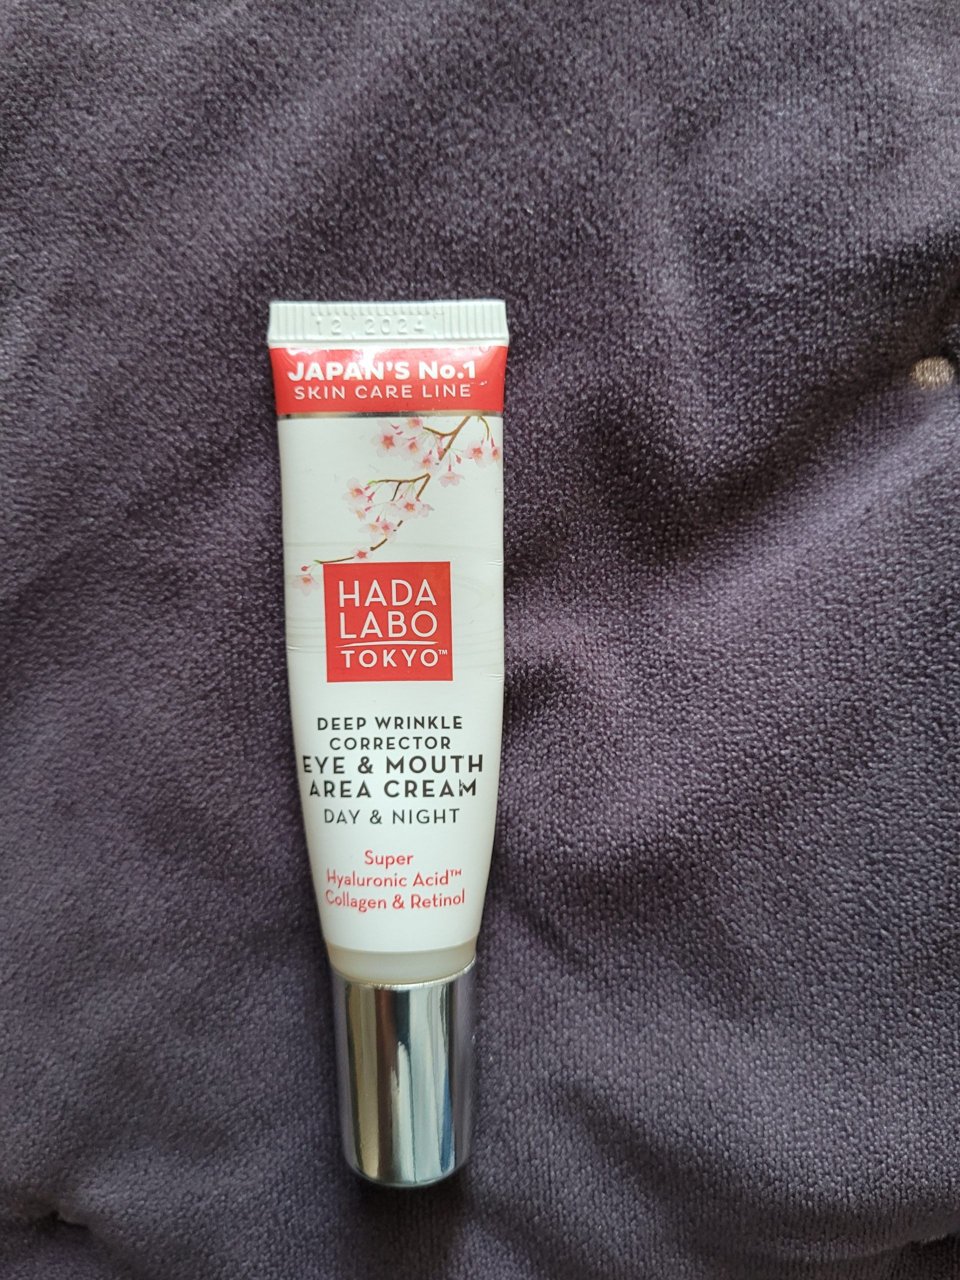 12.2024
JAPAN'S No.1
SKIN CARE LINE
HADA
LABO
TOKYO™
DEEP WRINKLE
CORRECTOR
EYE & MOUTH
AREA CREAM
DAY & NIGHT
Super
Hyaluronic Acid™
Collagen & Retinol